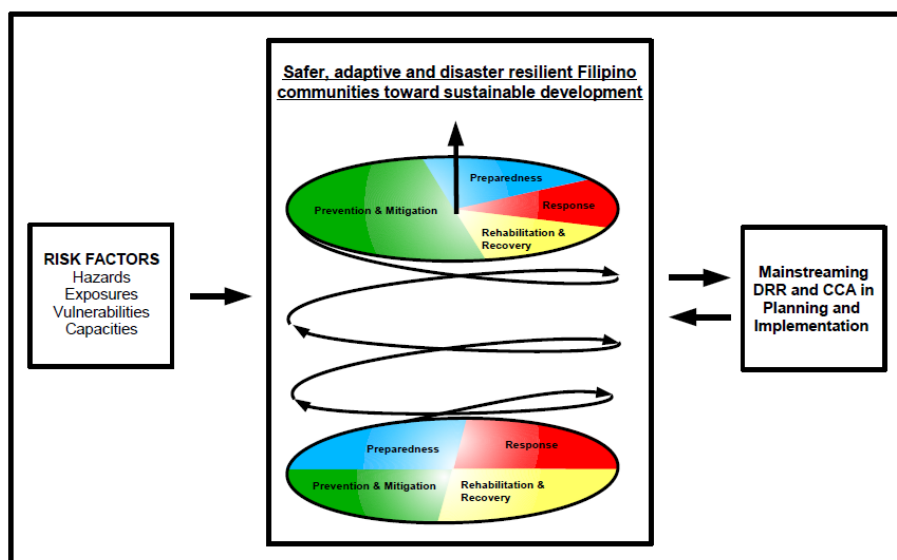 Safer, adaptive and disaster resilient Filipino
communities toward sustainable development
Preparedness
Prevention & Mitigation
Response
Rehabilitation &
Recovery
RISK FACTORS
Hazards
Exposures
Vulnerabilities
Capacities
Mainstreaming
DRR and CCA in
Planning and
Implementation
Preparedness
Response
Prevention & Mitigation
Rehabilitation &
Recovery